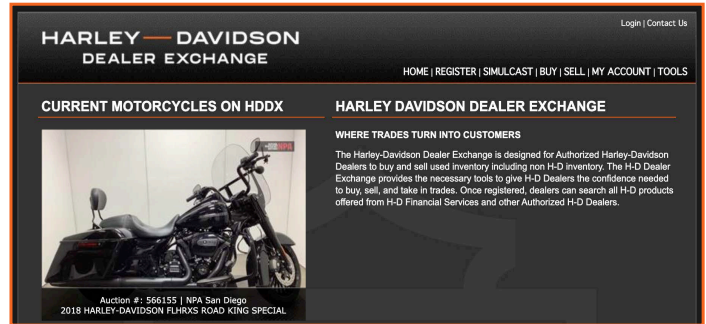 Login | Contact Us
HARLEY — DAVIDSON
DEALER EXCHANGE
HOME | REGISTER | SIMULCAST | BUY | SELL | MY ACCOUNT | TOOLS
CURRENT MOTORCYCLES ON HDDX
NPA
Auction #: 566155 | NPA San Diego
2018 HARLEY-DAVIDSON FLHRXS ROAD KING SPECIAL
HARLEY DAVIDSON DEALER EXCHANGE
WHERE TRADES TURN INTO CUSTOMERS
The Harley-Davidson Dealer Exchange is designed for Authorized Harley-Davidson
Dealers to buy and sell used inventory including non H-D inventory. The H-D Dealer
Exchange provides the necessary tools to give H-D Dealers the confidence needed
to buy, sell, and take in trades. Once registered, dealers can search all H-D products
offered from H-D Financial Services and other Authorized H-D Dealers.